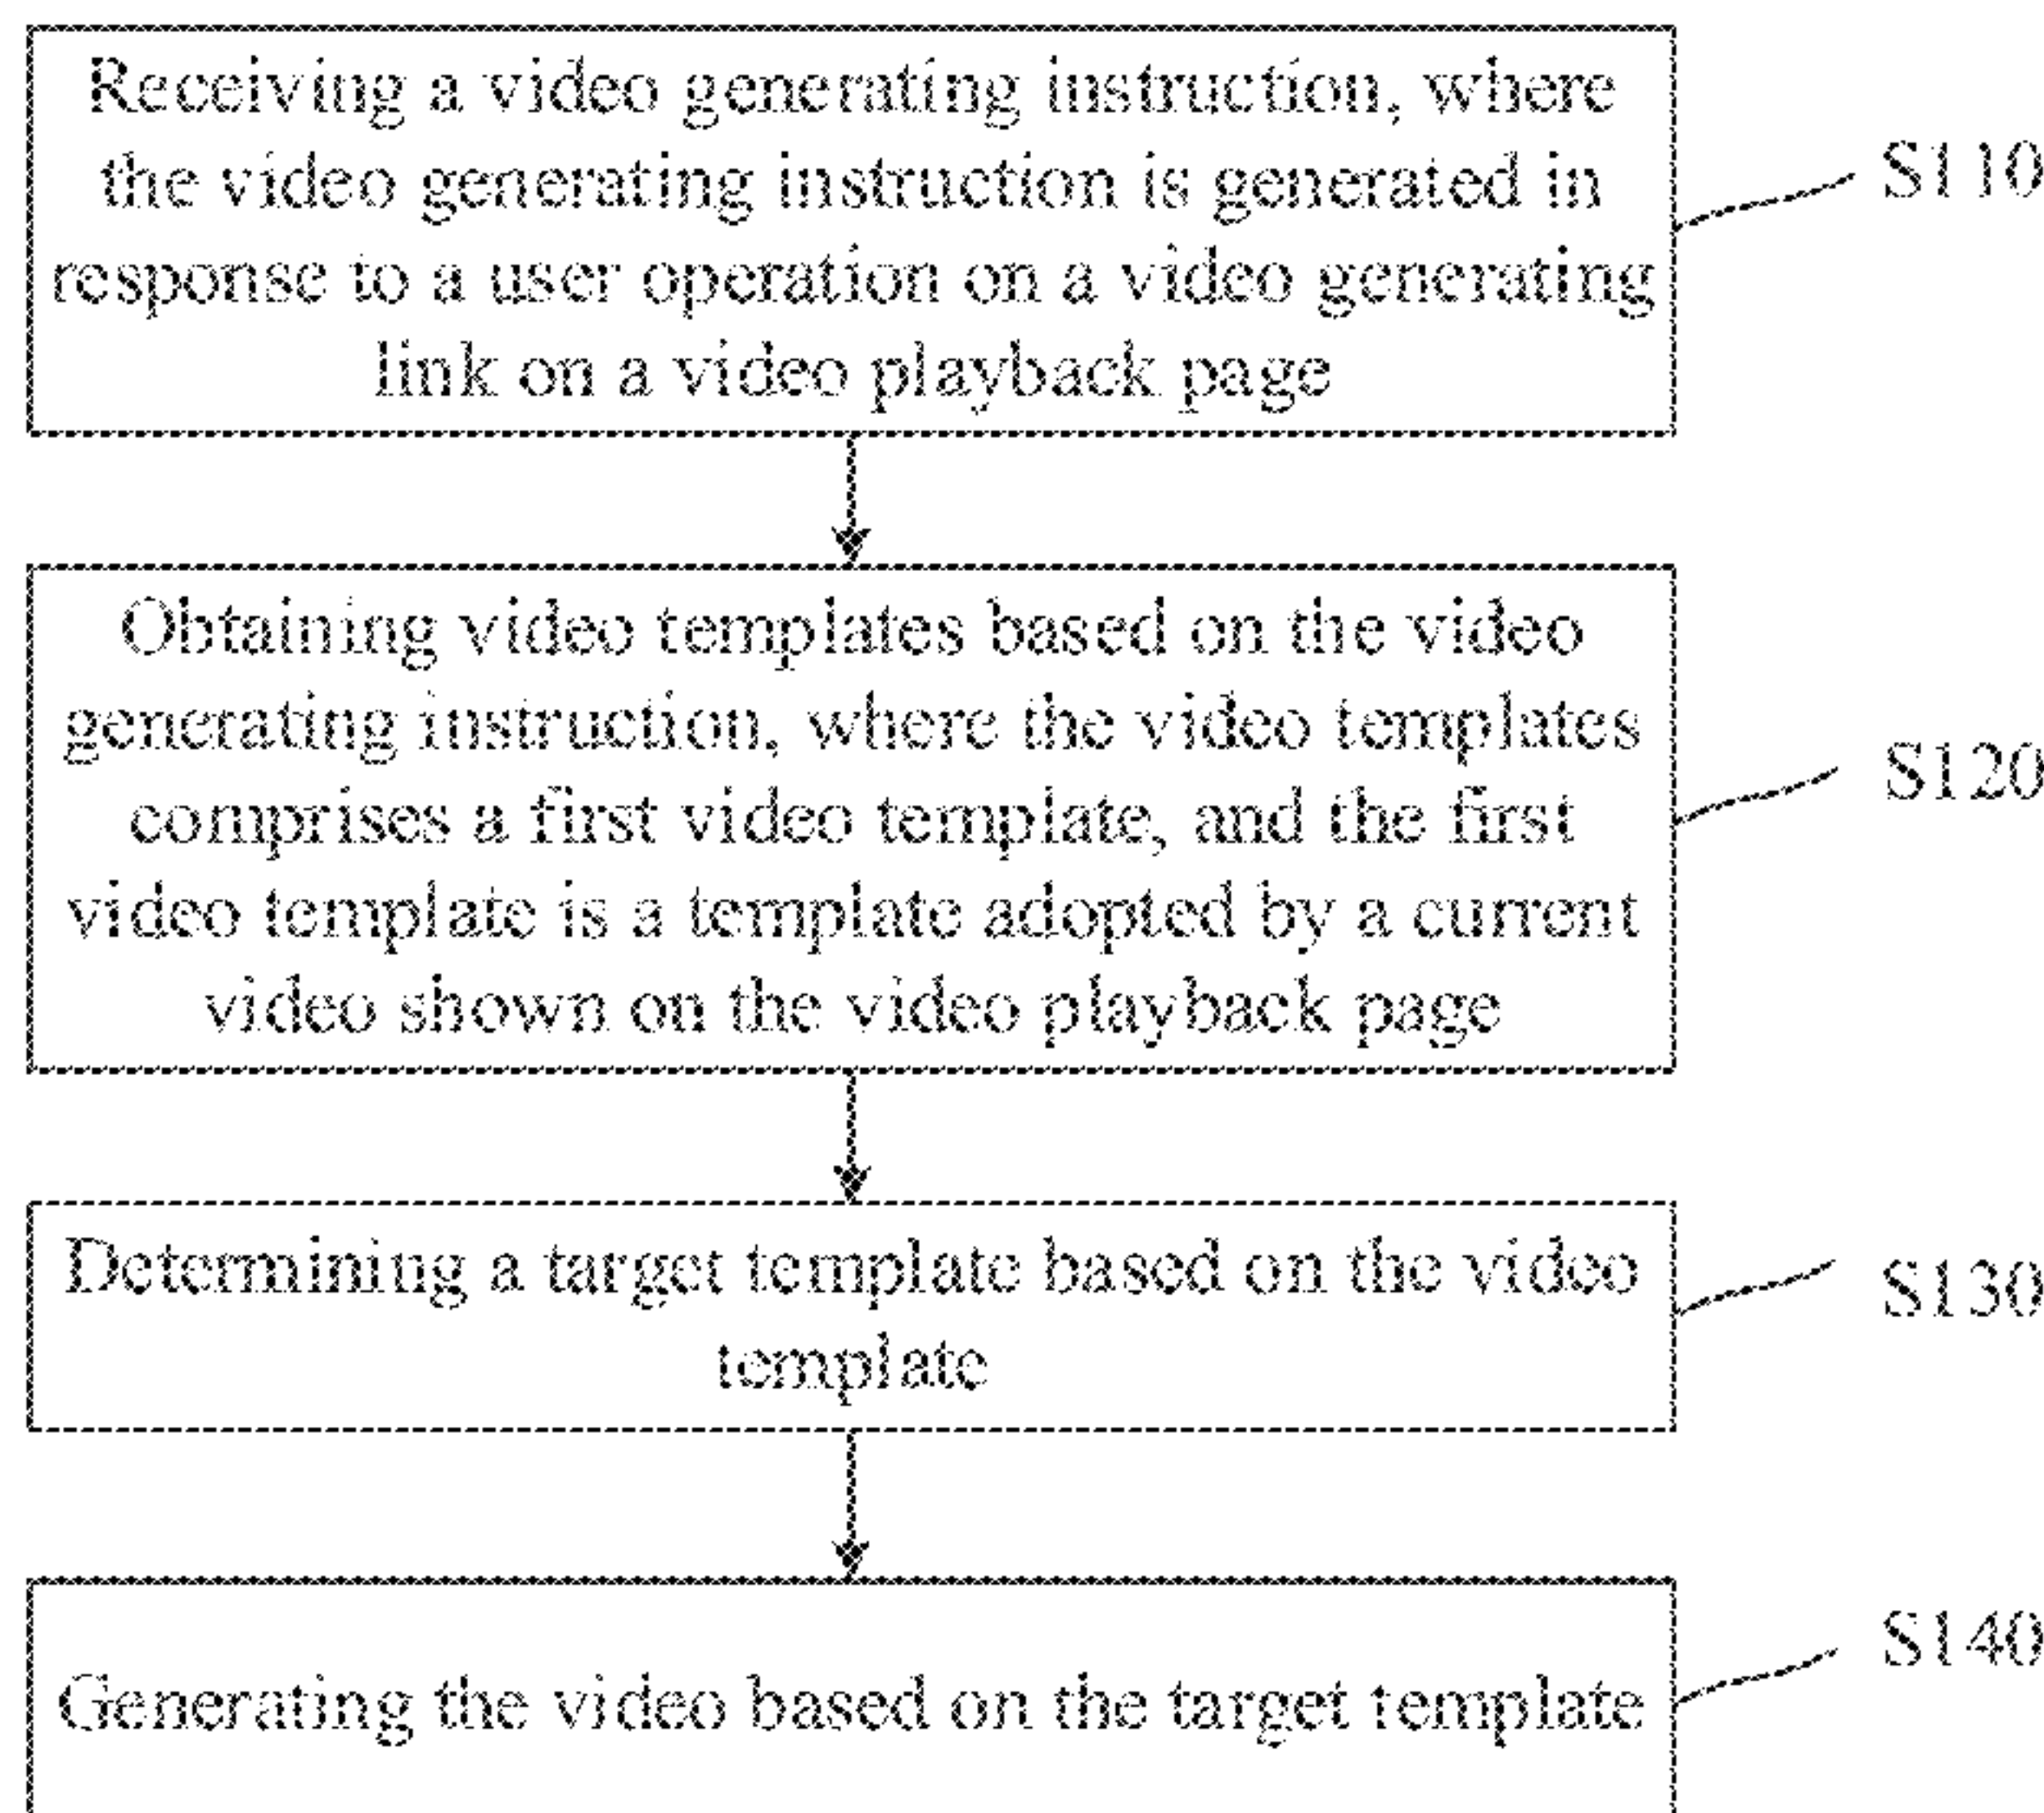 Receiving a video generating instruction, where
the video generating instruction is generated in
response to a user operation on a video generating
link on a video playback page
S110
Obtaining video templates based on the video
generating instruction, where the video templates
comprises a first video template, and the first
video template is a template adopted by a current
video shown on the video playback page
S120
Determining a target template based on the video
template
S130
Generating the video based on the target template
S140